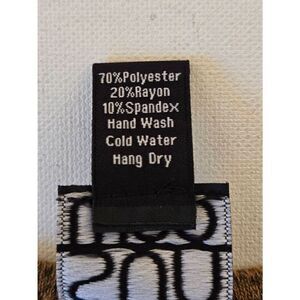 70%Polyester
20%Rayon
10%Spandex
Hand Wash
Cold Water
Hang Dry